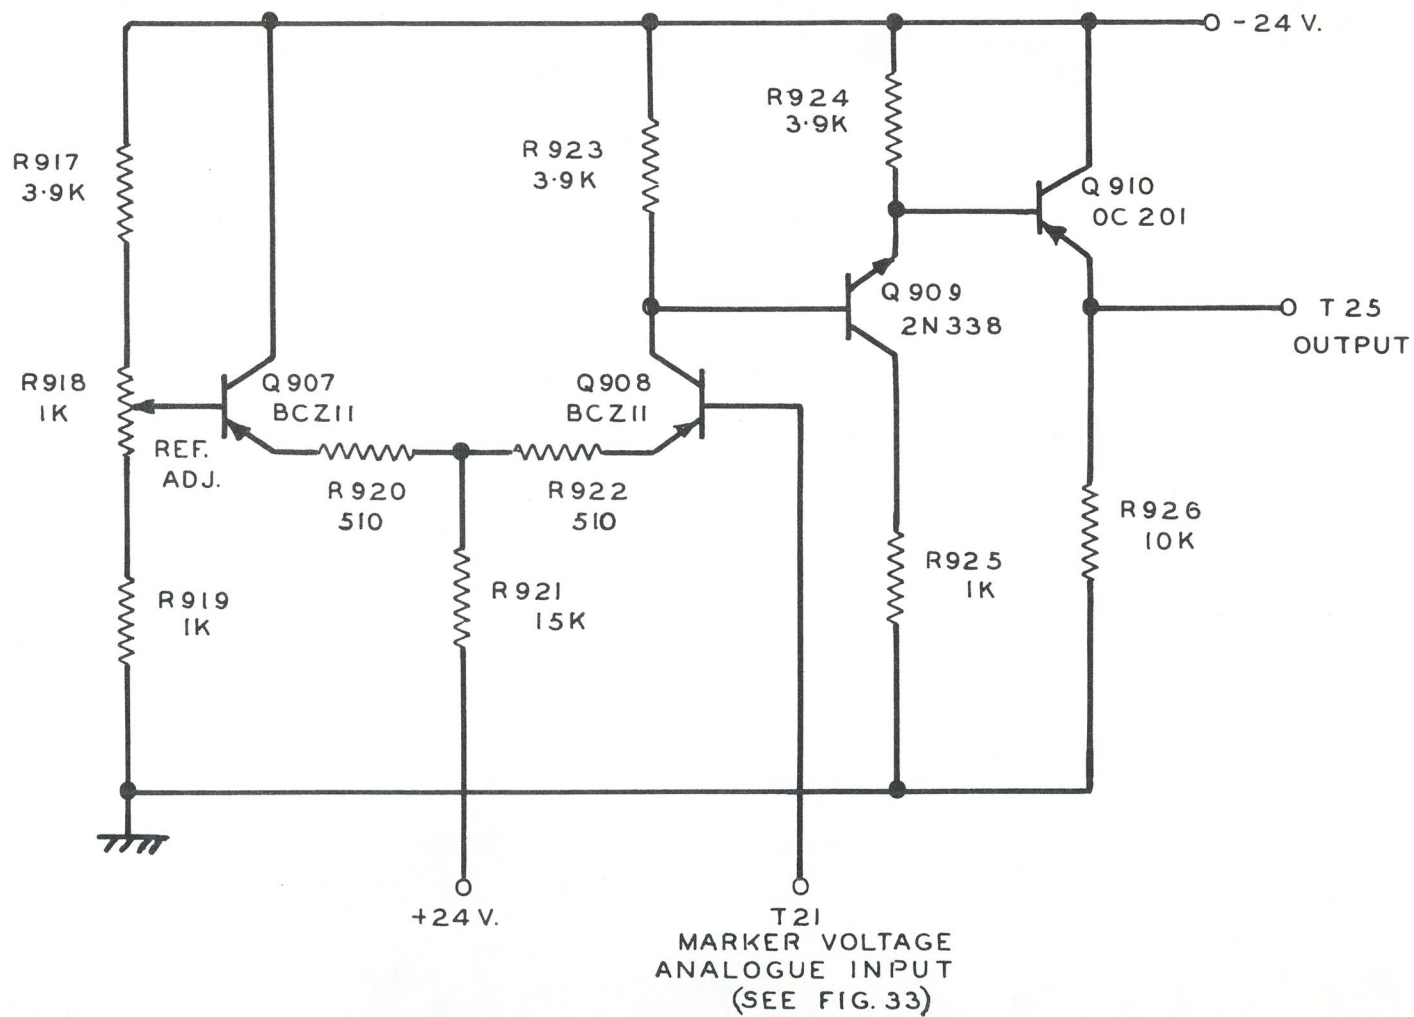 -24V.
R924
3.9K
R923
3.9K
R917
3.9K
Q910
OC201
Q909
2N338
T25
OUTPUT
R918
1K
Q907
BCZ11
Q908
BCZ11
REF.
ADJ.
R920
510
R922
510
R926
10K
R925
1K
R921
15K
R919
1K
+24V.
T21
MARKER VOLTAGE
ANALOGUE INPUT
(SEE FIG. 33)